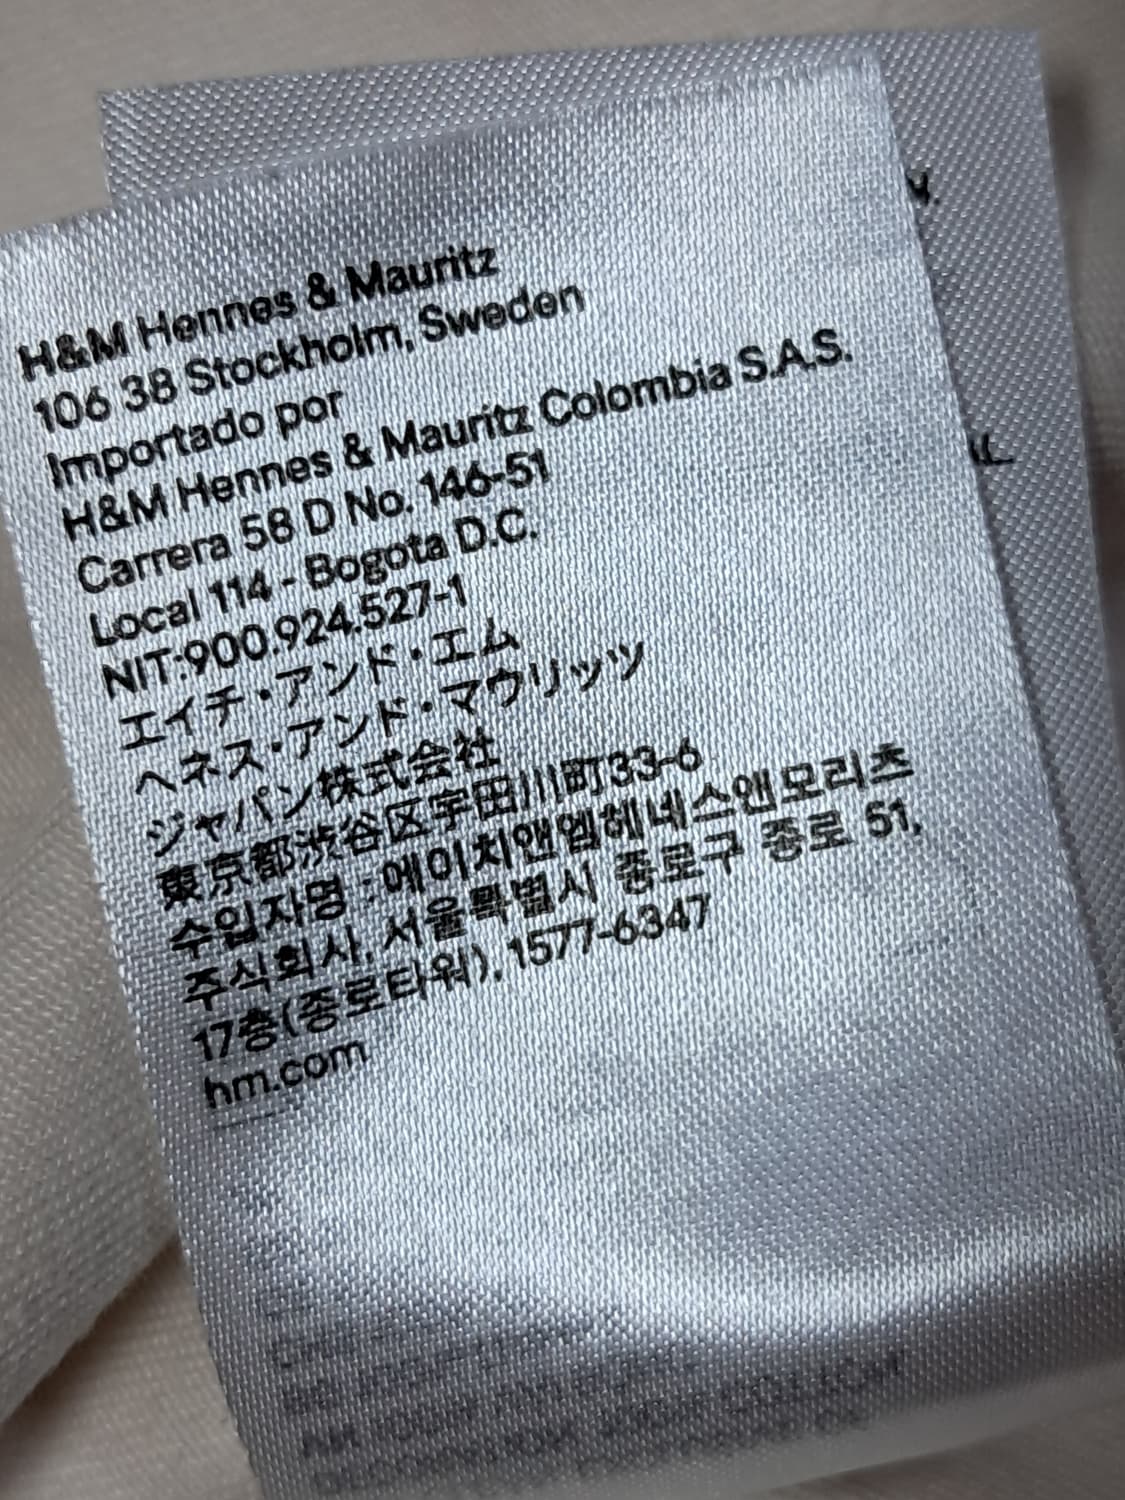 H&M Hennes & Mauritz
106 38 Stockholm, Sweden
Importado por
H&M Hennes & Mauritz Colombia S.A.S.
Carrera 58 D No. 146-51
Local 114 - Bogota D.C.
NIT:900.924.527-1
エイチ・アンド・エム
ヘネス・アンド・マウリッツ
ジャパン株式会社
東京都渋谷区宇田川町33-6
수입자명 : 에이치앤엠헤네스앤모리츠
주식회사, 서울특별시 종로구 종로 51,
17층(종로타워), 1577-6347
hm.com